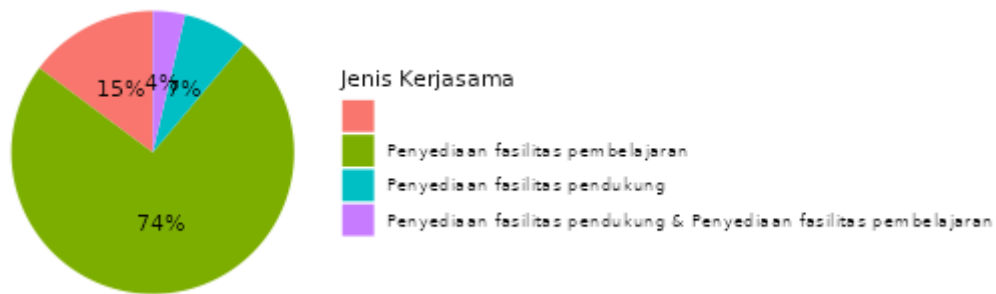 Jenis Kerjasama
15%
4%
7%
74%
Penyediaan fasilitas pembelajaran
Penyediaan fasilitas pendukung
Penyediaan fasilitas pendukung & Penyediaan fasilitas pembelajaran